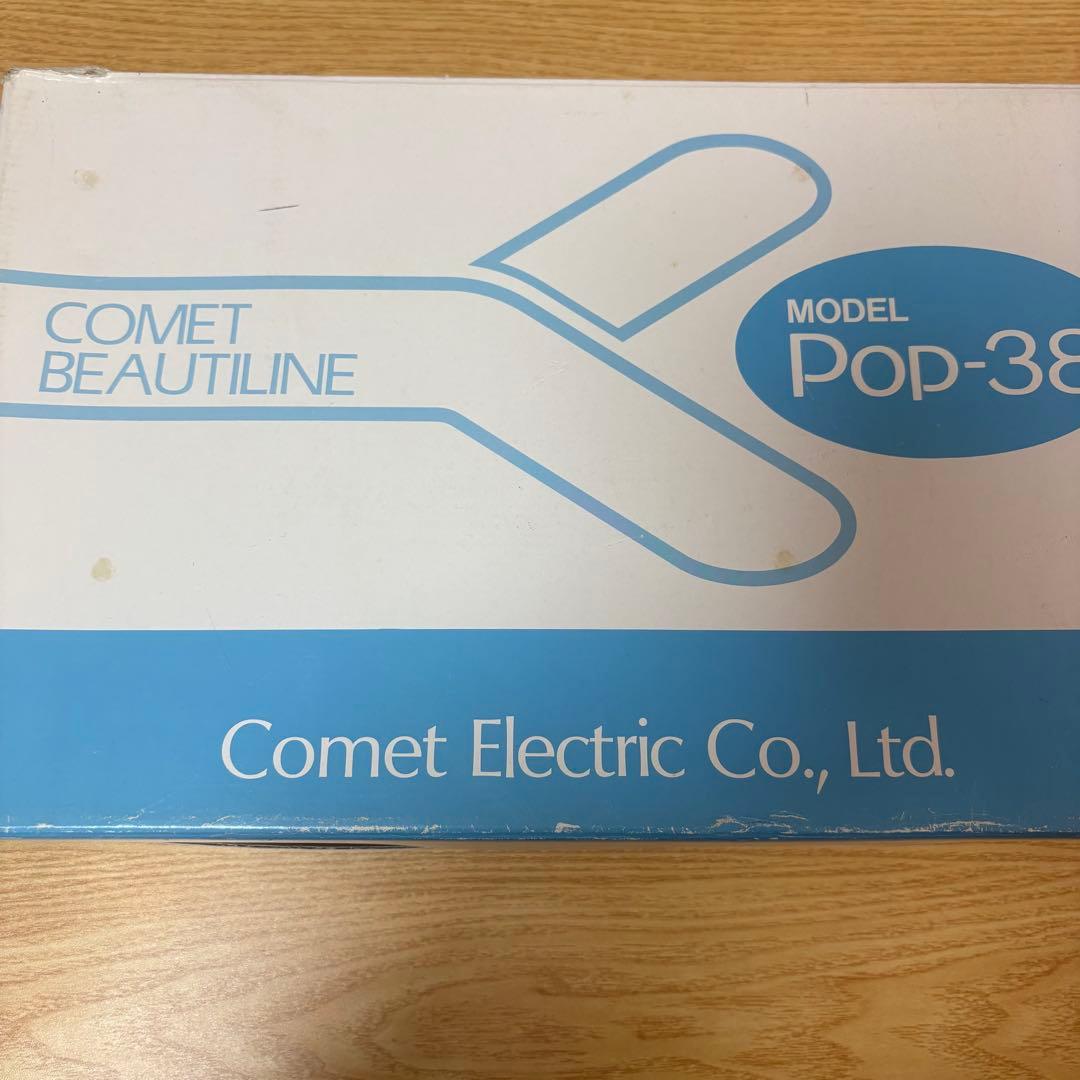 COMET
BEAUTILINE
MODEL
Pop-38
Comet Electric Co., Ltd.